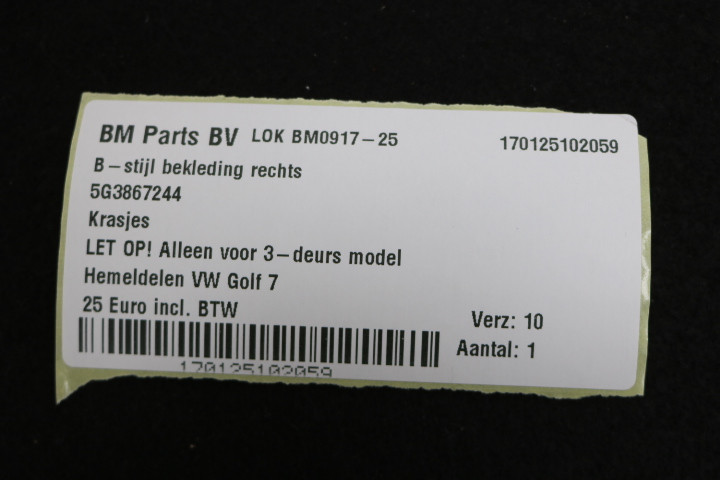 BM Parts BV LOK BM0917-25 170125102059
B-stijl bekleding rechts
5G3867244
Krasjes
LET OP! Alleen voor 3-deurs model
Hemeldelen VW Golf 7
25 Euro incl. BTW
Verz: 10
Aantal: 1
170125102059